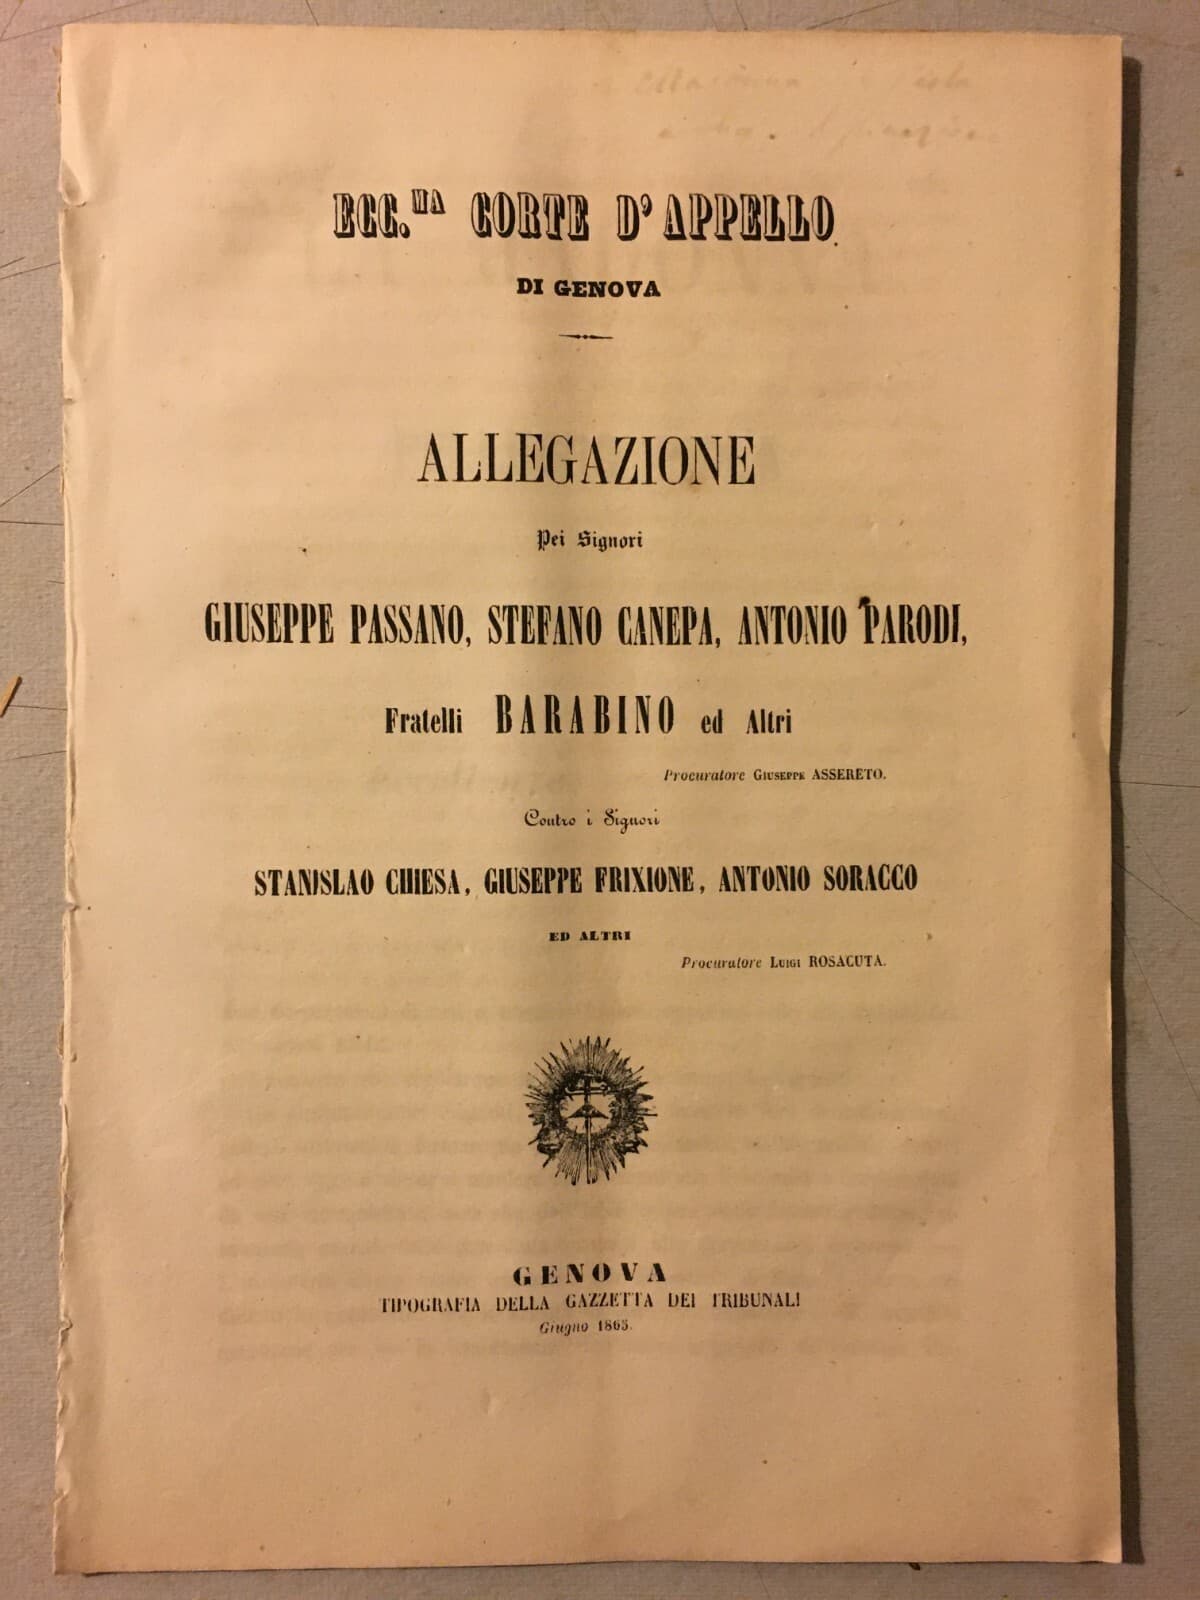 ECC.MA CORTE D'APPELLO
DI GENOVA
ALLEGAZIONE
Pei Signori
GIUSEPPE PASSANO, STEFANO CANEPA, ANTONIO PARODI,
Fratelli BARABINO ed Altri
Procuratore GIUSEPPE ASSERETO.
Contro i Signori
STANISLAO CHIESA, GIUSEPPE FRIXIONE, ANTONIO SORACCO
ED ALTRI
Procuratore LUIGI ROSACUTA.
GENOVA
TIPOGRAFIA DELLA GAZZETTA DEI TRIBUNALI
Giugno 1865.